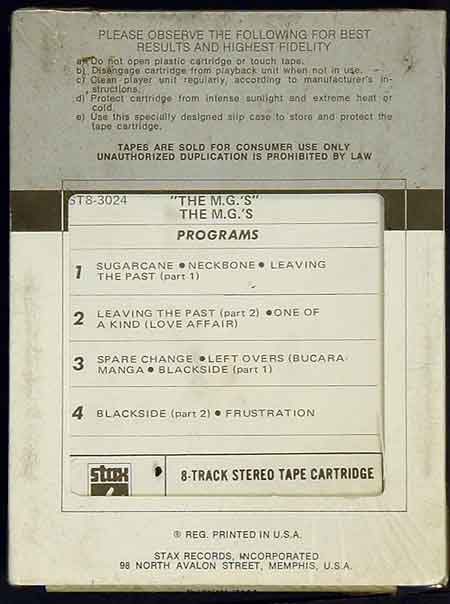 PLEASE OBSERVE THE FOLLOWING FOR BEST
RESULTS AND HIGHEST FIDELITY
a) Do not open plastic cartridge or touch tape.
b) Disengage cartridge from playback unit when not in use.
c) Clean player unit regularly, according to manufacturer's in-
structions.
d) Protect cartridge from intense sunlight and extreme heat or
cold.
e) Use this specially designed slip case to store and protect the
tape cartridge.
TAPES ARE SOLD FOR CONSUMER USE ONLY
UNAUTHORIZED DUPLICATION IS PROHIBITED BY LAW
ST8-3024
"THE M.G.'S"
THE M.G.'S
PROGRAMS
1 SUGARCANE ● NECKBONE ● LEAVING
THE PAST (part 1)
2 LEAVING THE PAST (part 2) ● ONE OF
A KIND (LOVE AFFAIR)
3 SPARE CHANGE ● LEFT OVERS (BUCARA-
MANGA ● BLACKSIDE (part 1)
4 BLACKSIDE (part 2) ● FRUSTRATION
stax 8-TRACK STEREO TAPE CARTRIDGE
® REG. PRINTED IN U.S.A.
STAX RECORDS, INCORPORATED
98 NORTH AVALON STREET, MEMPHIS, U.S.A.